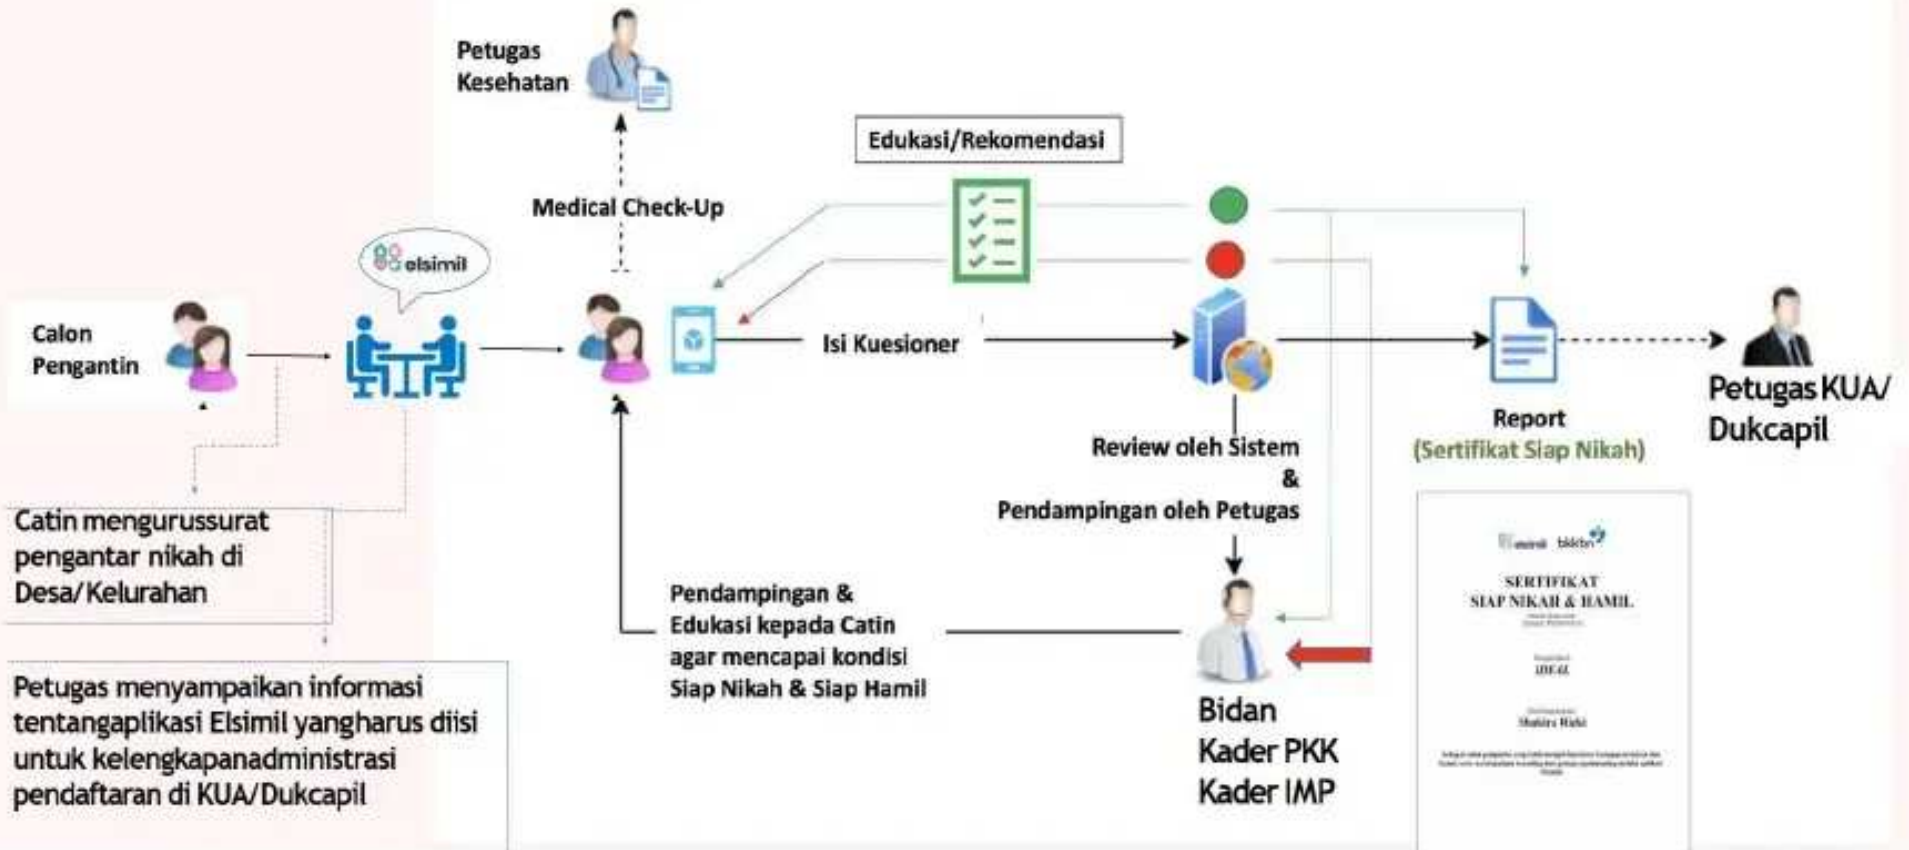 Petugas
Kesehatan
Edukasi/Rekomendasi
Medical Check-Up
elsimil
Calon
Pengantin
Isi Kuesioner
Petugas KUA/
Dukcapil
Report
(Sertifikat Siap Nikah)
Review oleh Sistem
&
Pendampingan oleh Petugas
Catin mengurussurat
pengantar nikah di
Desa/Kelurahan
Pendampingan &
Edukasi kepada Catin
agar mencapai kondisi
Siap Nikah & Siap Hamil
Petugas menyampaikan informasi
tentangaplikasi Elsimil yangharus diisi
untuk kelengkapanadministrasi
pendaftaran di KUA/Dukcapil
Bidan
Kader PKK
Kader IMP
elsimil bkkbn
SERTIFIKAT
SIAP NIKAH & HAMIL
IDEAL